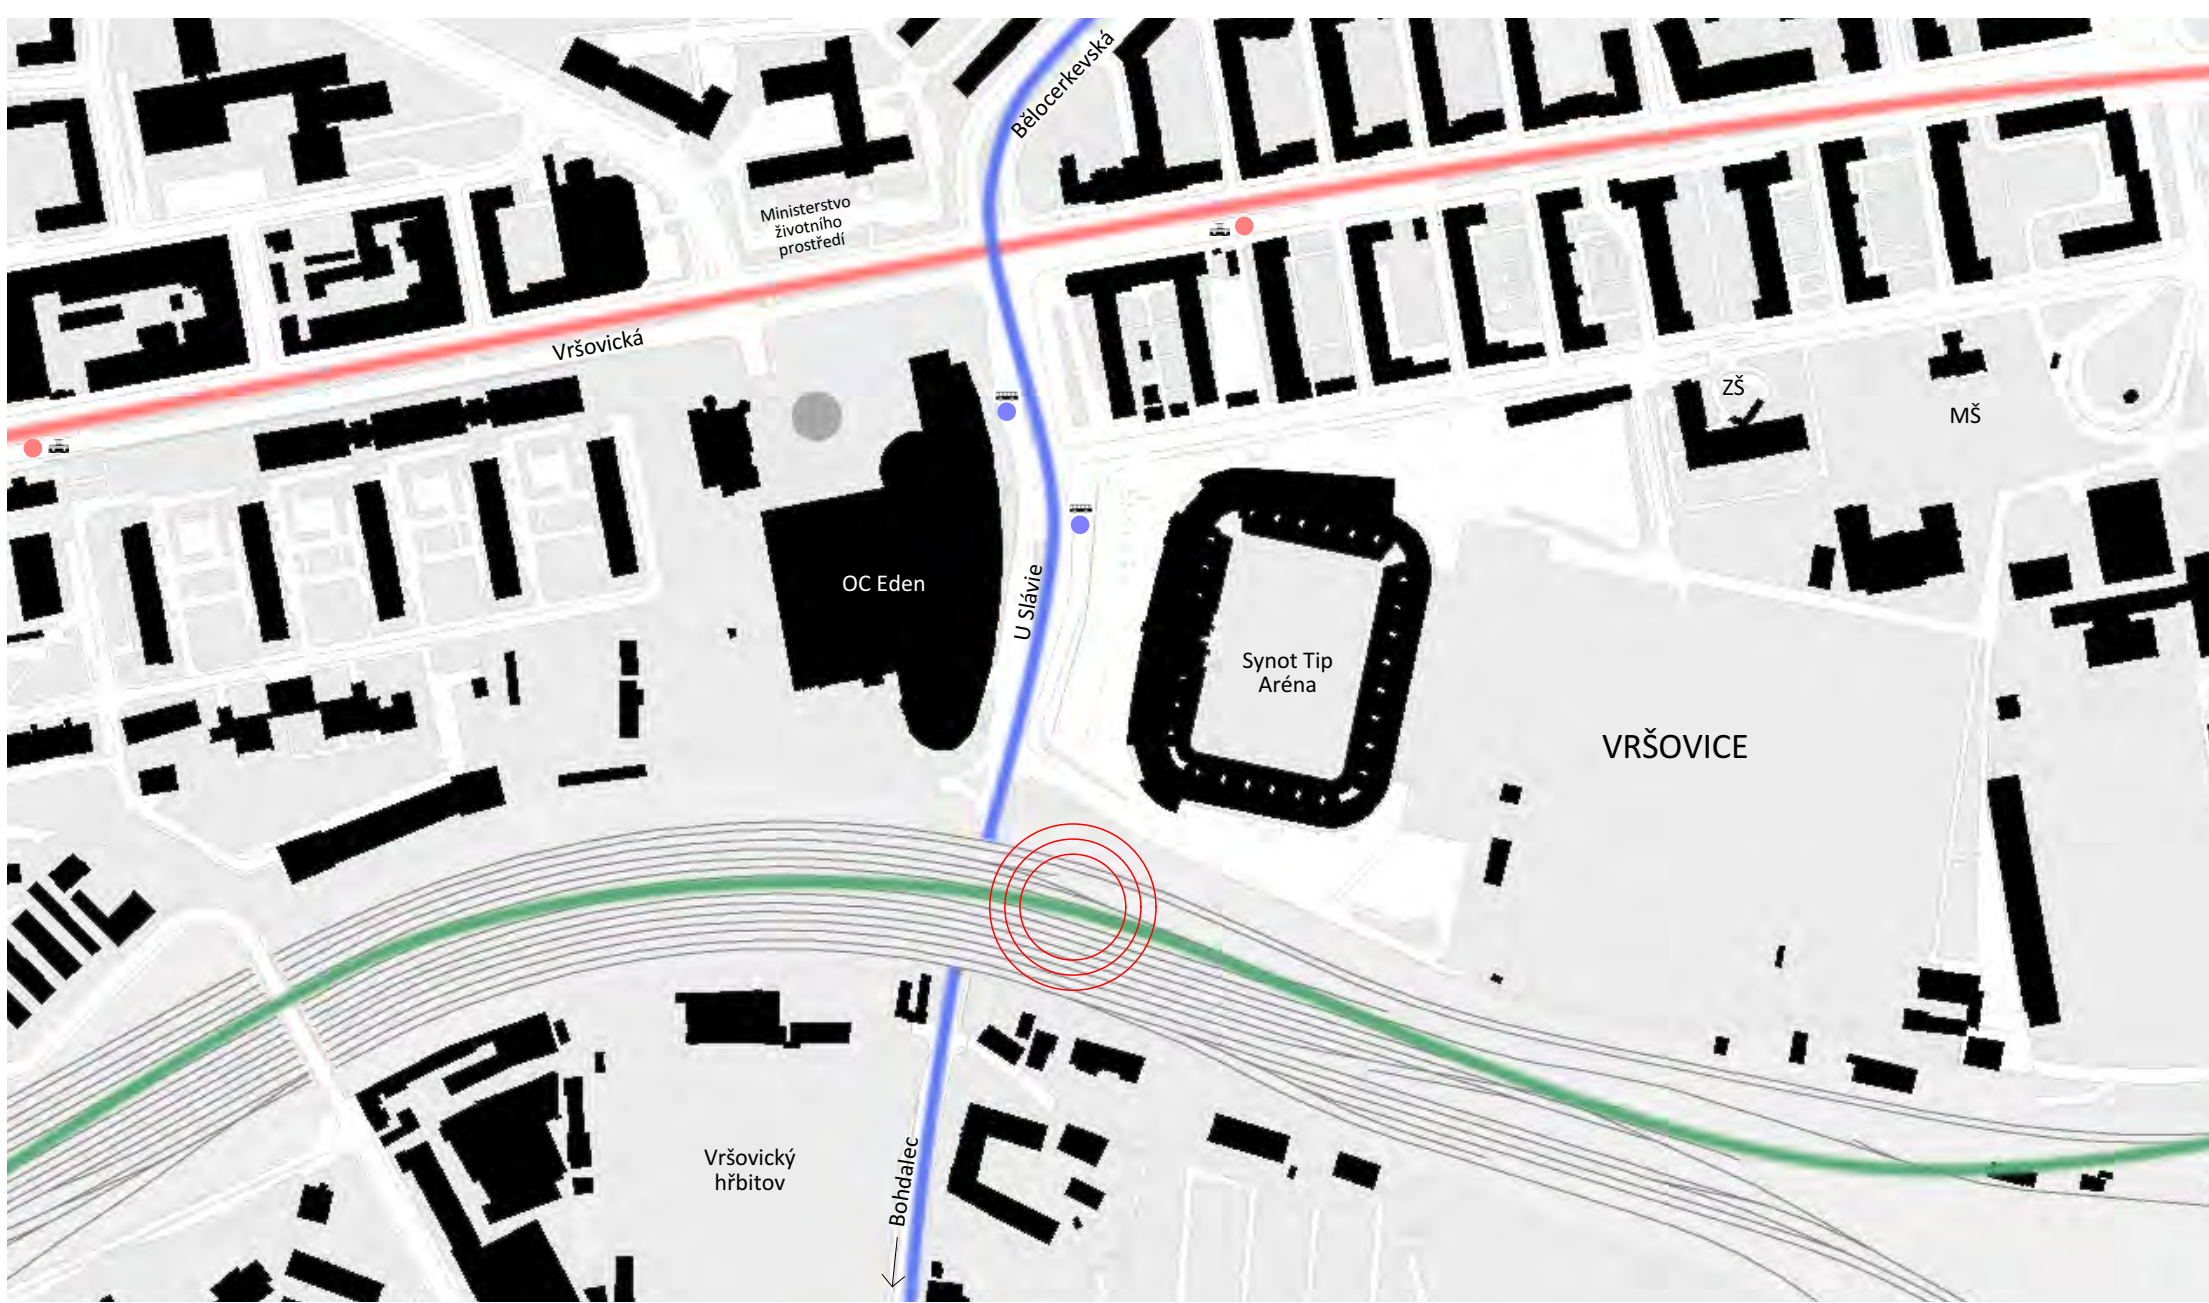 Bělocerkevská
Ministerstvo
životního
prostředí
Vršovická
ZŠ
MŠ
OC Eden
U Slávie
Synot Tip
Aréna
VRŠOVICE
Vršovický
hřbitov
Bohdalec